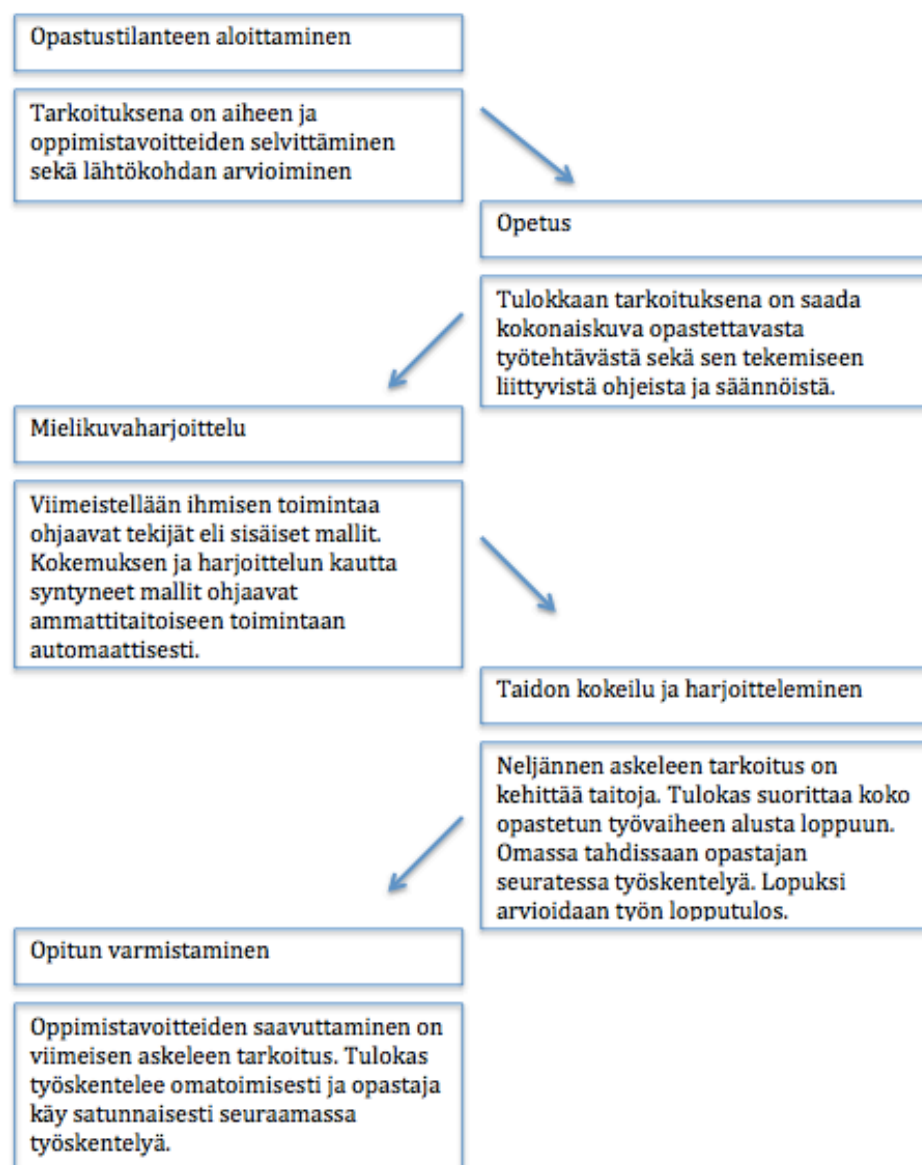 Opastustilanteen aloittaminen
Tarkoituksena on aiheen ja
oppimistavoitteiden selvittäminen
sekä lähtökohdan arvioiminen
Opetus
Tulokkaan tarkoituksena on saada
kokonaiskuva opastettavasta
työtehtävästä sekä sen tekemiseen
liittyvistä ohjeista ja säännöistä.
Mielikuvaharjoittelu
Viimeistellään ihmisen toimintaa
ohjaavat tekijät eli sisäiset mallit.
Kokemuksen ja harjoittelun kautta
syntyneet mallit ohjaavat
ammattitaitoiseen toimintaan
automaattisesti.
Taidon kokeilu ja harjoitteleminen
Neljännen askeleen tarkoitus on
kehittää taitoja. Tulokas suorittaa koko
opastetun työvaiheen alusta loppuun.
Omassa tahdissaan opastajan
seuratessa työskentelyä. Lopuksi
arvioidaan työn lopputulos.
Opitun varmistaminen
Oppimistavoitteiden saavuttaminen on
viimeisen askeleen tarkoitus. Tulokas
työskentelee omatoimisesti ja opastaja
käy satunnaisesti seuraamassa
työskentelyä.